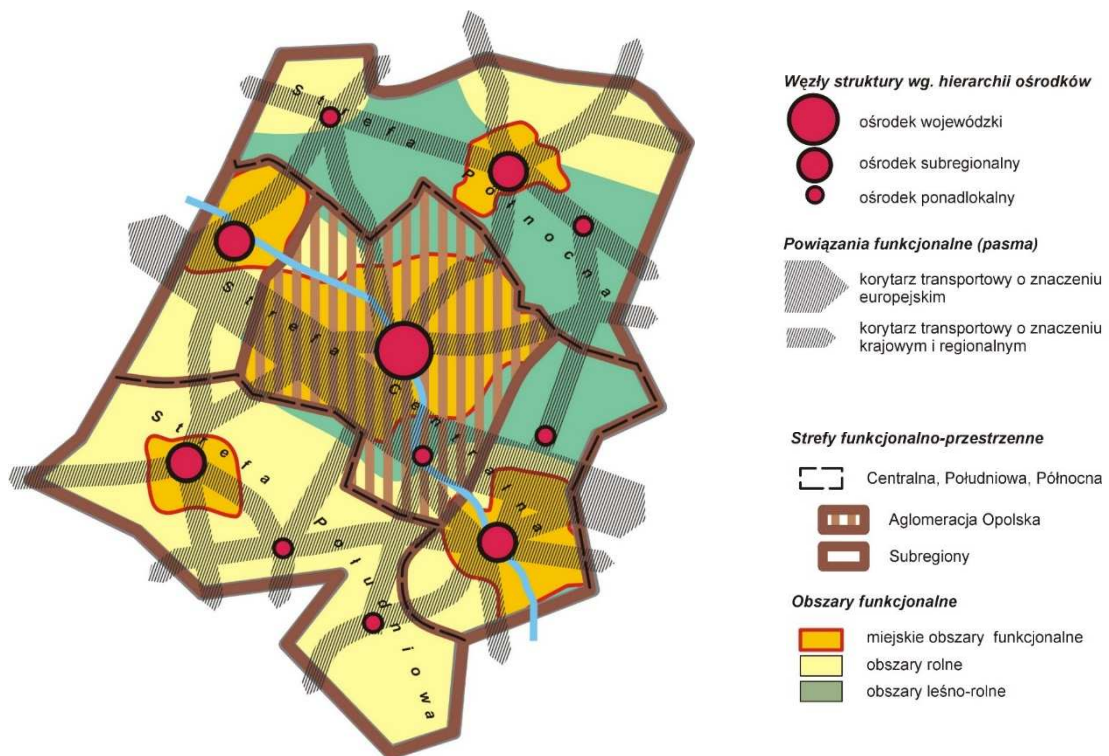 Strefa Północna
Strefa Centralna
Strefa Południowa
Węzły struktury wg. hierarchii ośrodków
ośrodek wojewódzki
ośrodek subregionalny
ośrodek ponadlokalny
Powiązania funkcjonalne (pasma)
korytarz transportowy o znaczeniu
europejskim
korytarz transportowy o znaczeniu
krajowym i regionalnym
Strefy funkcjonalno-przestrzenne
Centralna, Południowa, Północna
Aglomeracja Opolska
Subregiony
Obszary funkcjonalne
miejskie obszary funkcjonalne
obszary rolne
obszary leśno-rolne